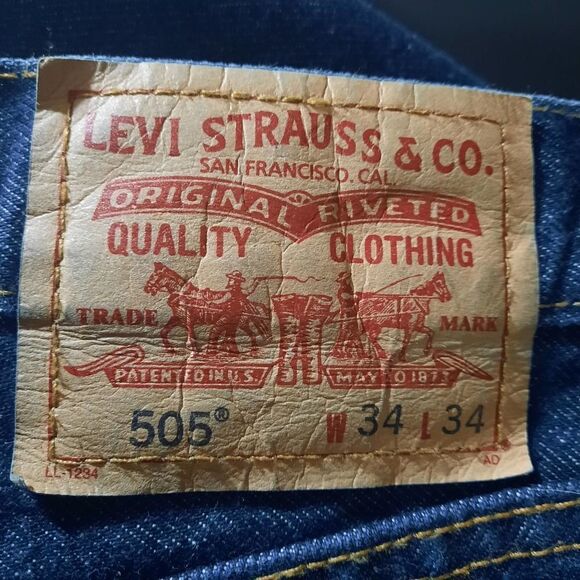 LEVI STRAUSS & CO.
SAN FRANCISCO. CAL.
ORIGINAL RIVETED
QUALITY CLOTHING
TRADE MARK
PATENTED IN U.S. MAY 20 1873
505® W 34 L 34
LL-1234 AD